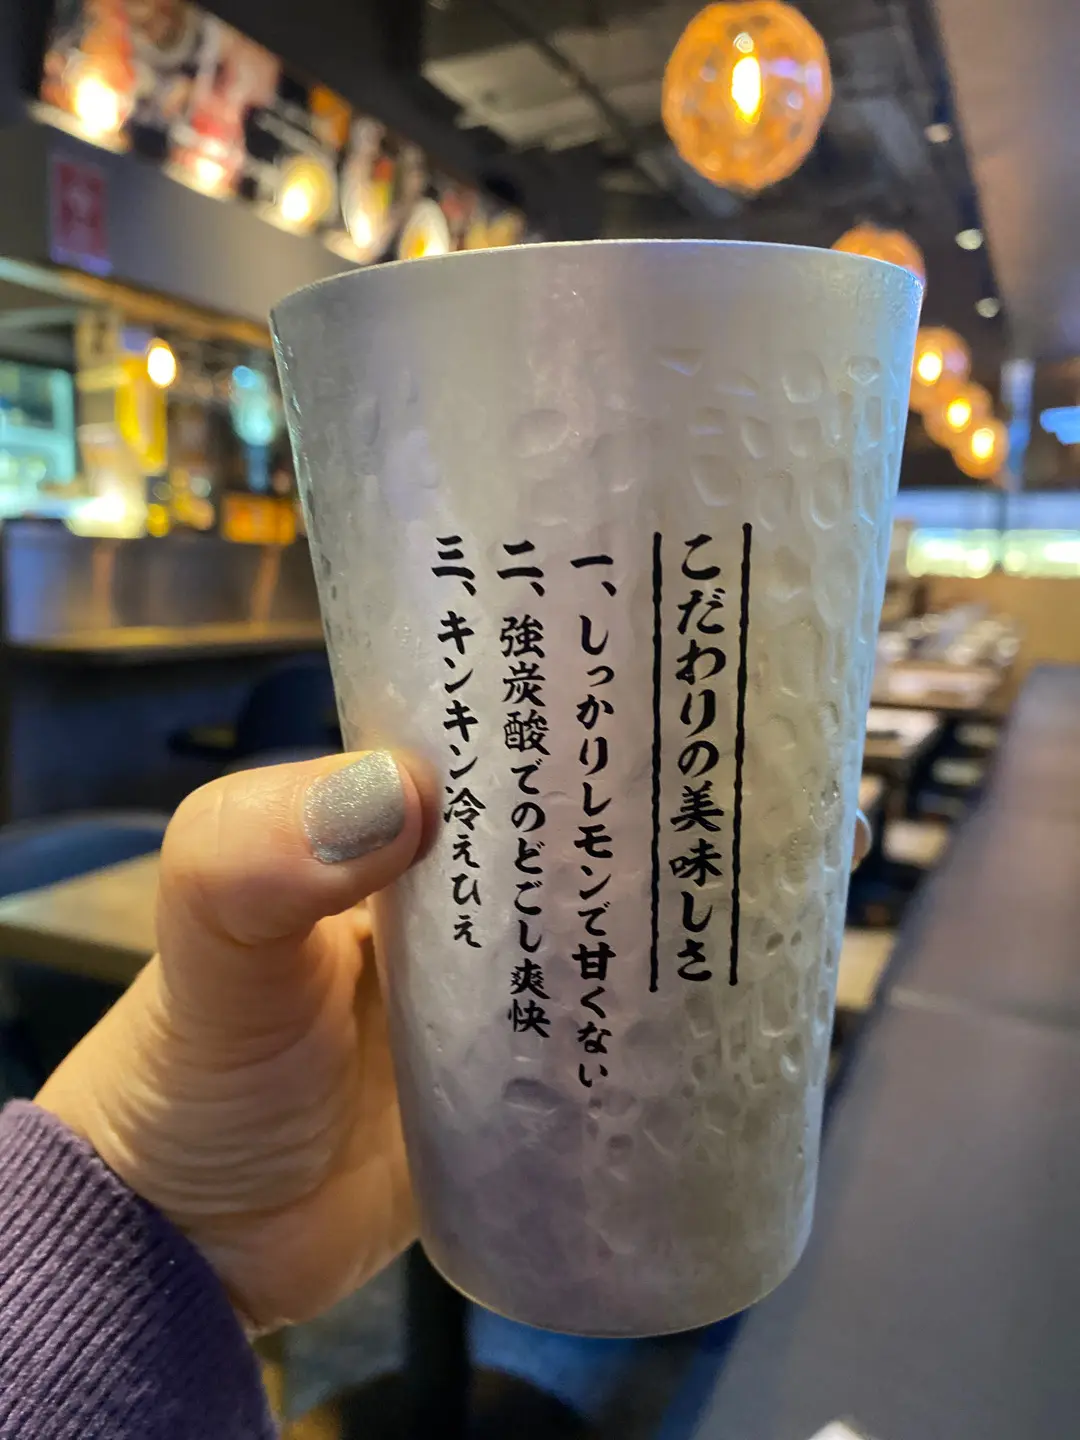 こだわりの美味しさ
一、しっかりレモンで甘くない
二、強炭酸でのどごし爽快
三、キンキン冷えひえ